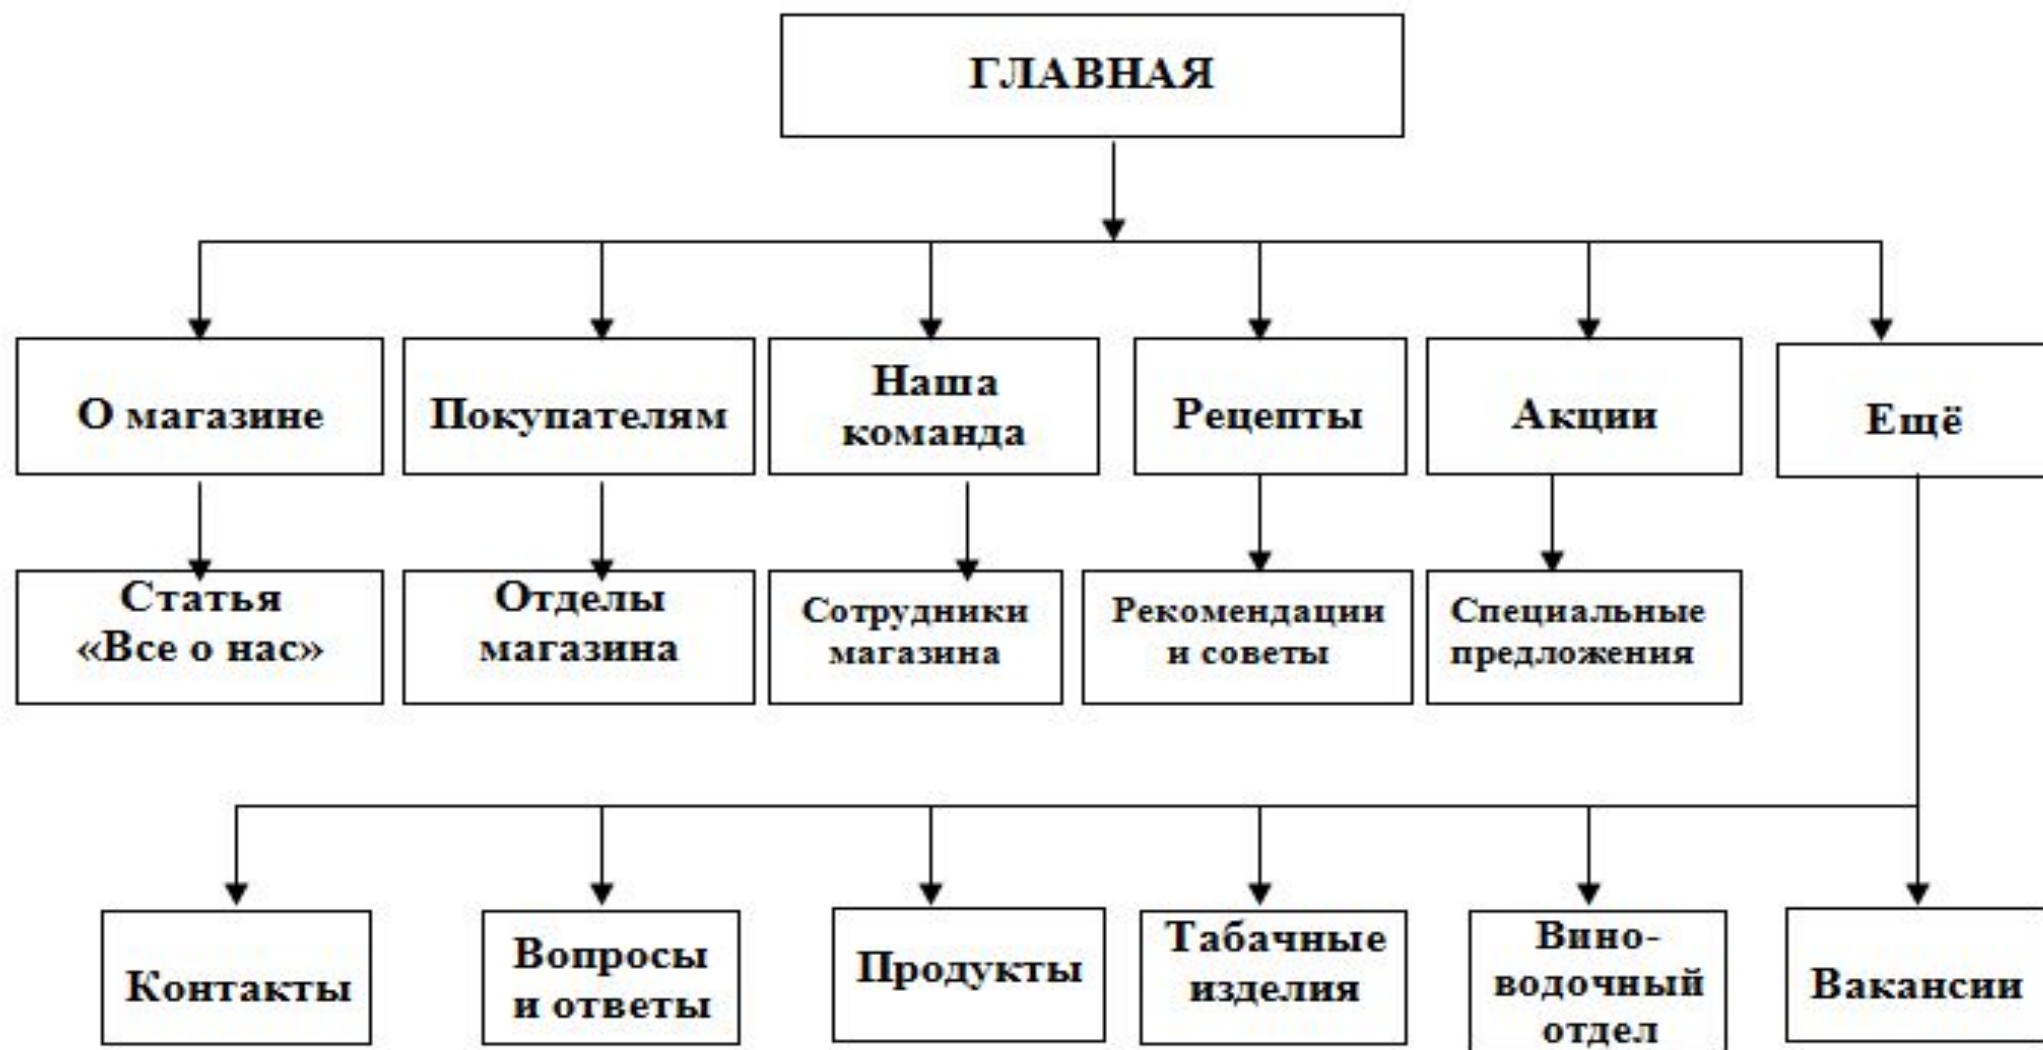 ГЛАВНАЯ
О магазине
Покупателям
Наша
команда
Рецепты
Акции
Ещё
Статья
«Все о нас»
Отделы
магазина
Сотрудники
магазина
Рекомендации
и советы
Специальные
предложения
Контакты
Вопросы
и ответы
Продукты
Табачные
изделия
Вино-
водочный
отдел
Вакансии